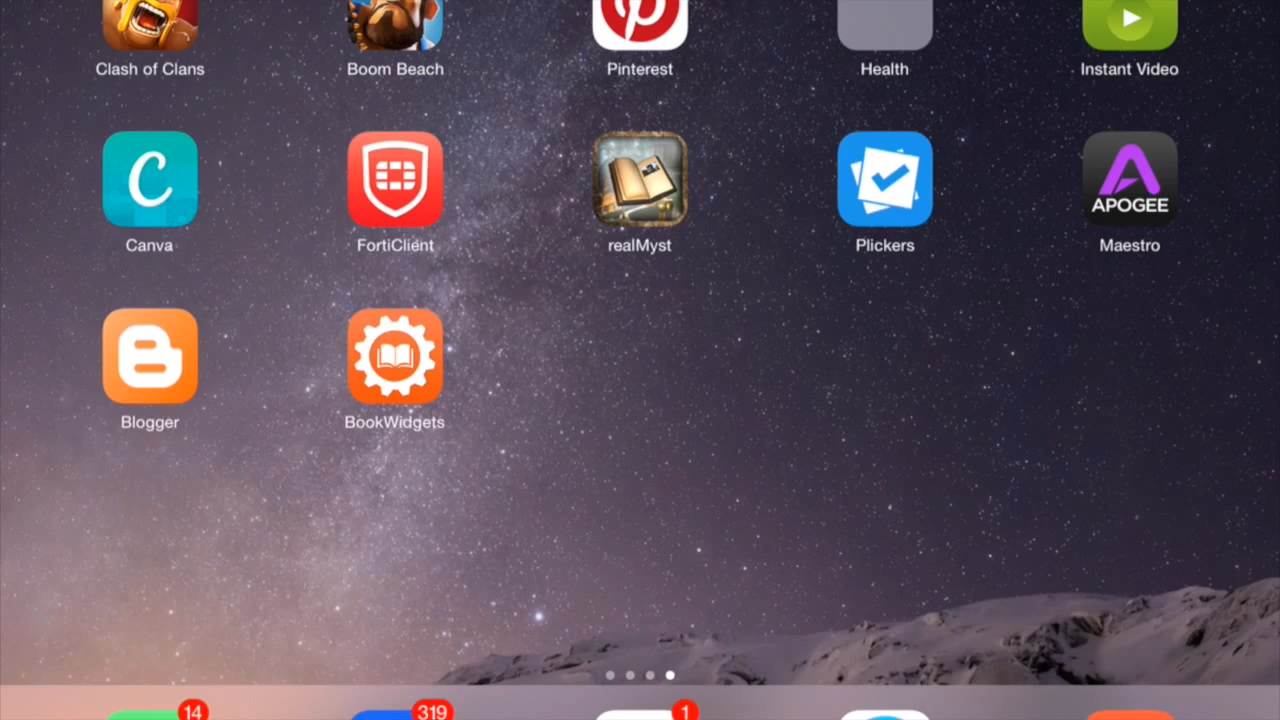 Clash of Clans
Boom Beach
Pinterest
Health
Instant Video
APOGEE
Canva
FortiClient
realMyst
Plickers
Maestro
Blogger
BookWidgets
14
319
1